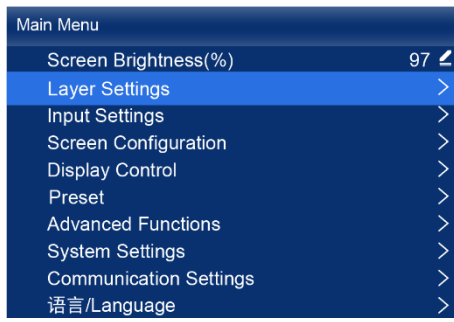 Main Menu
Screen Brightness(%) 97
Layer Settings
Input Settings
Screen Configuration
Display Control
Preset
Advanced Functions
System Settings
Communication Settings
语言/Language